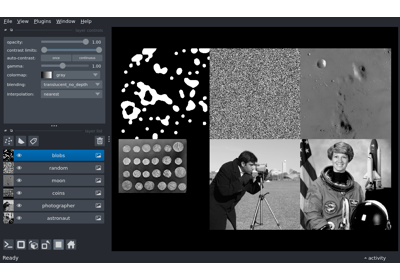 File View Plugins Window Help
opacity: 1.00
contrast limits:
auto-contrast: once continuous
gamma: 1.00
colormap: gray
blending: translucent_no_depth
interpolation: nearest
blobs
random
moon
coins
photographer
astronaut
Ready
activity